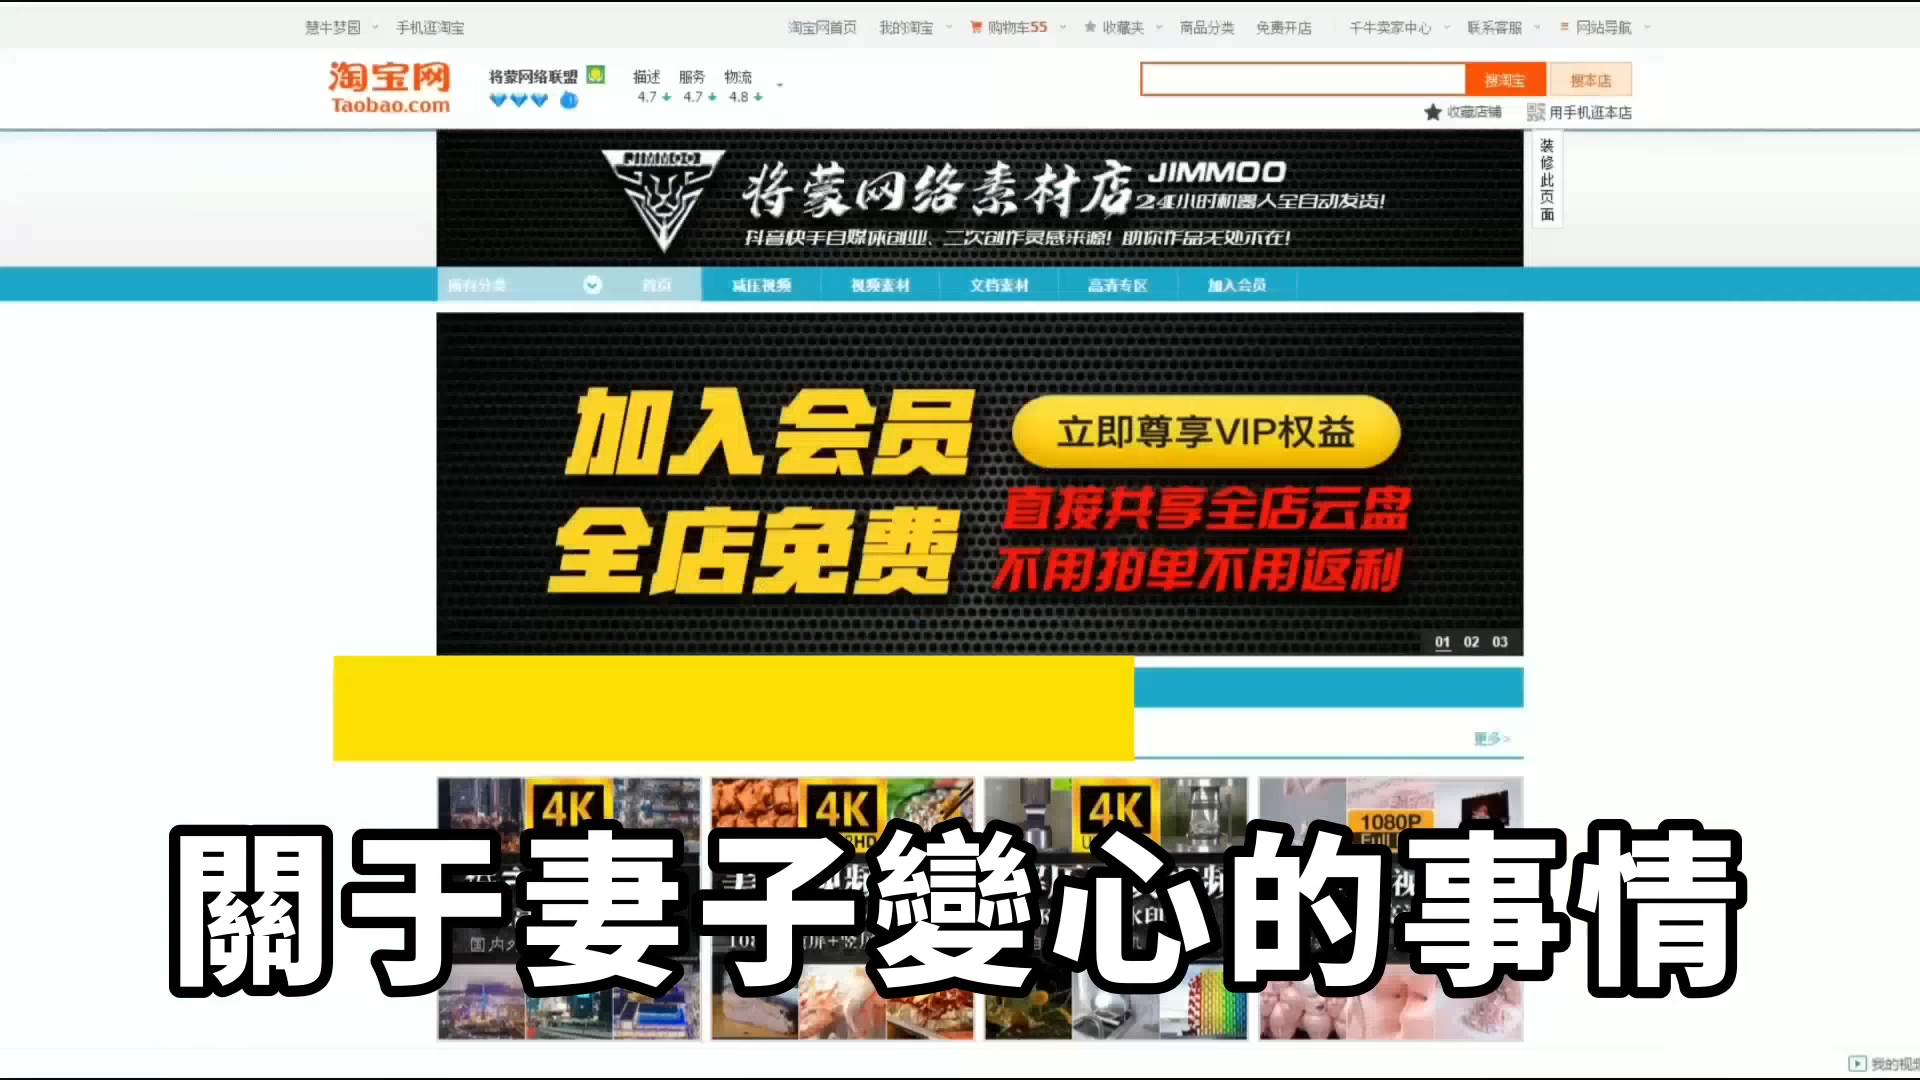 慧牛梦园 手机逛淘宝 淘宝网首页 我的淘宝 购物车55 收藏夹 商品分类 免费开店 千牛卖家中心 联系客服 网站导航
淘宝网
Taobao.com
将蒙网络联盟 描述 服务 物流
4.7 4.7 4.8
搜淘宝 搜本店
收藏店铺 用手机逛本店
装修此页面
JIMMOO
将蒙网络素材店 JIMMOO
24小时机器人全自动发货!
抖音快手自媒体创业、二次创作灵感来源! 助你作品无处不在!
所有分类 首页 减压视频 视频素材 文档素材 高清专区 加入会员
加入会员 立即尊享VIP权益
全店免费 直接共享全店云盘
不用拍单不用返利
01 02 03
更多>
4K 4K 4K 1080P
關于妻子變心的事情
我的视频